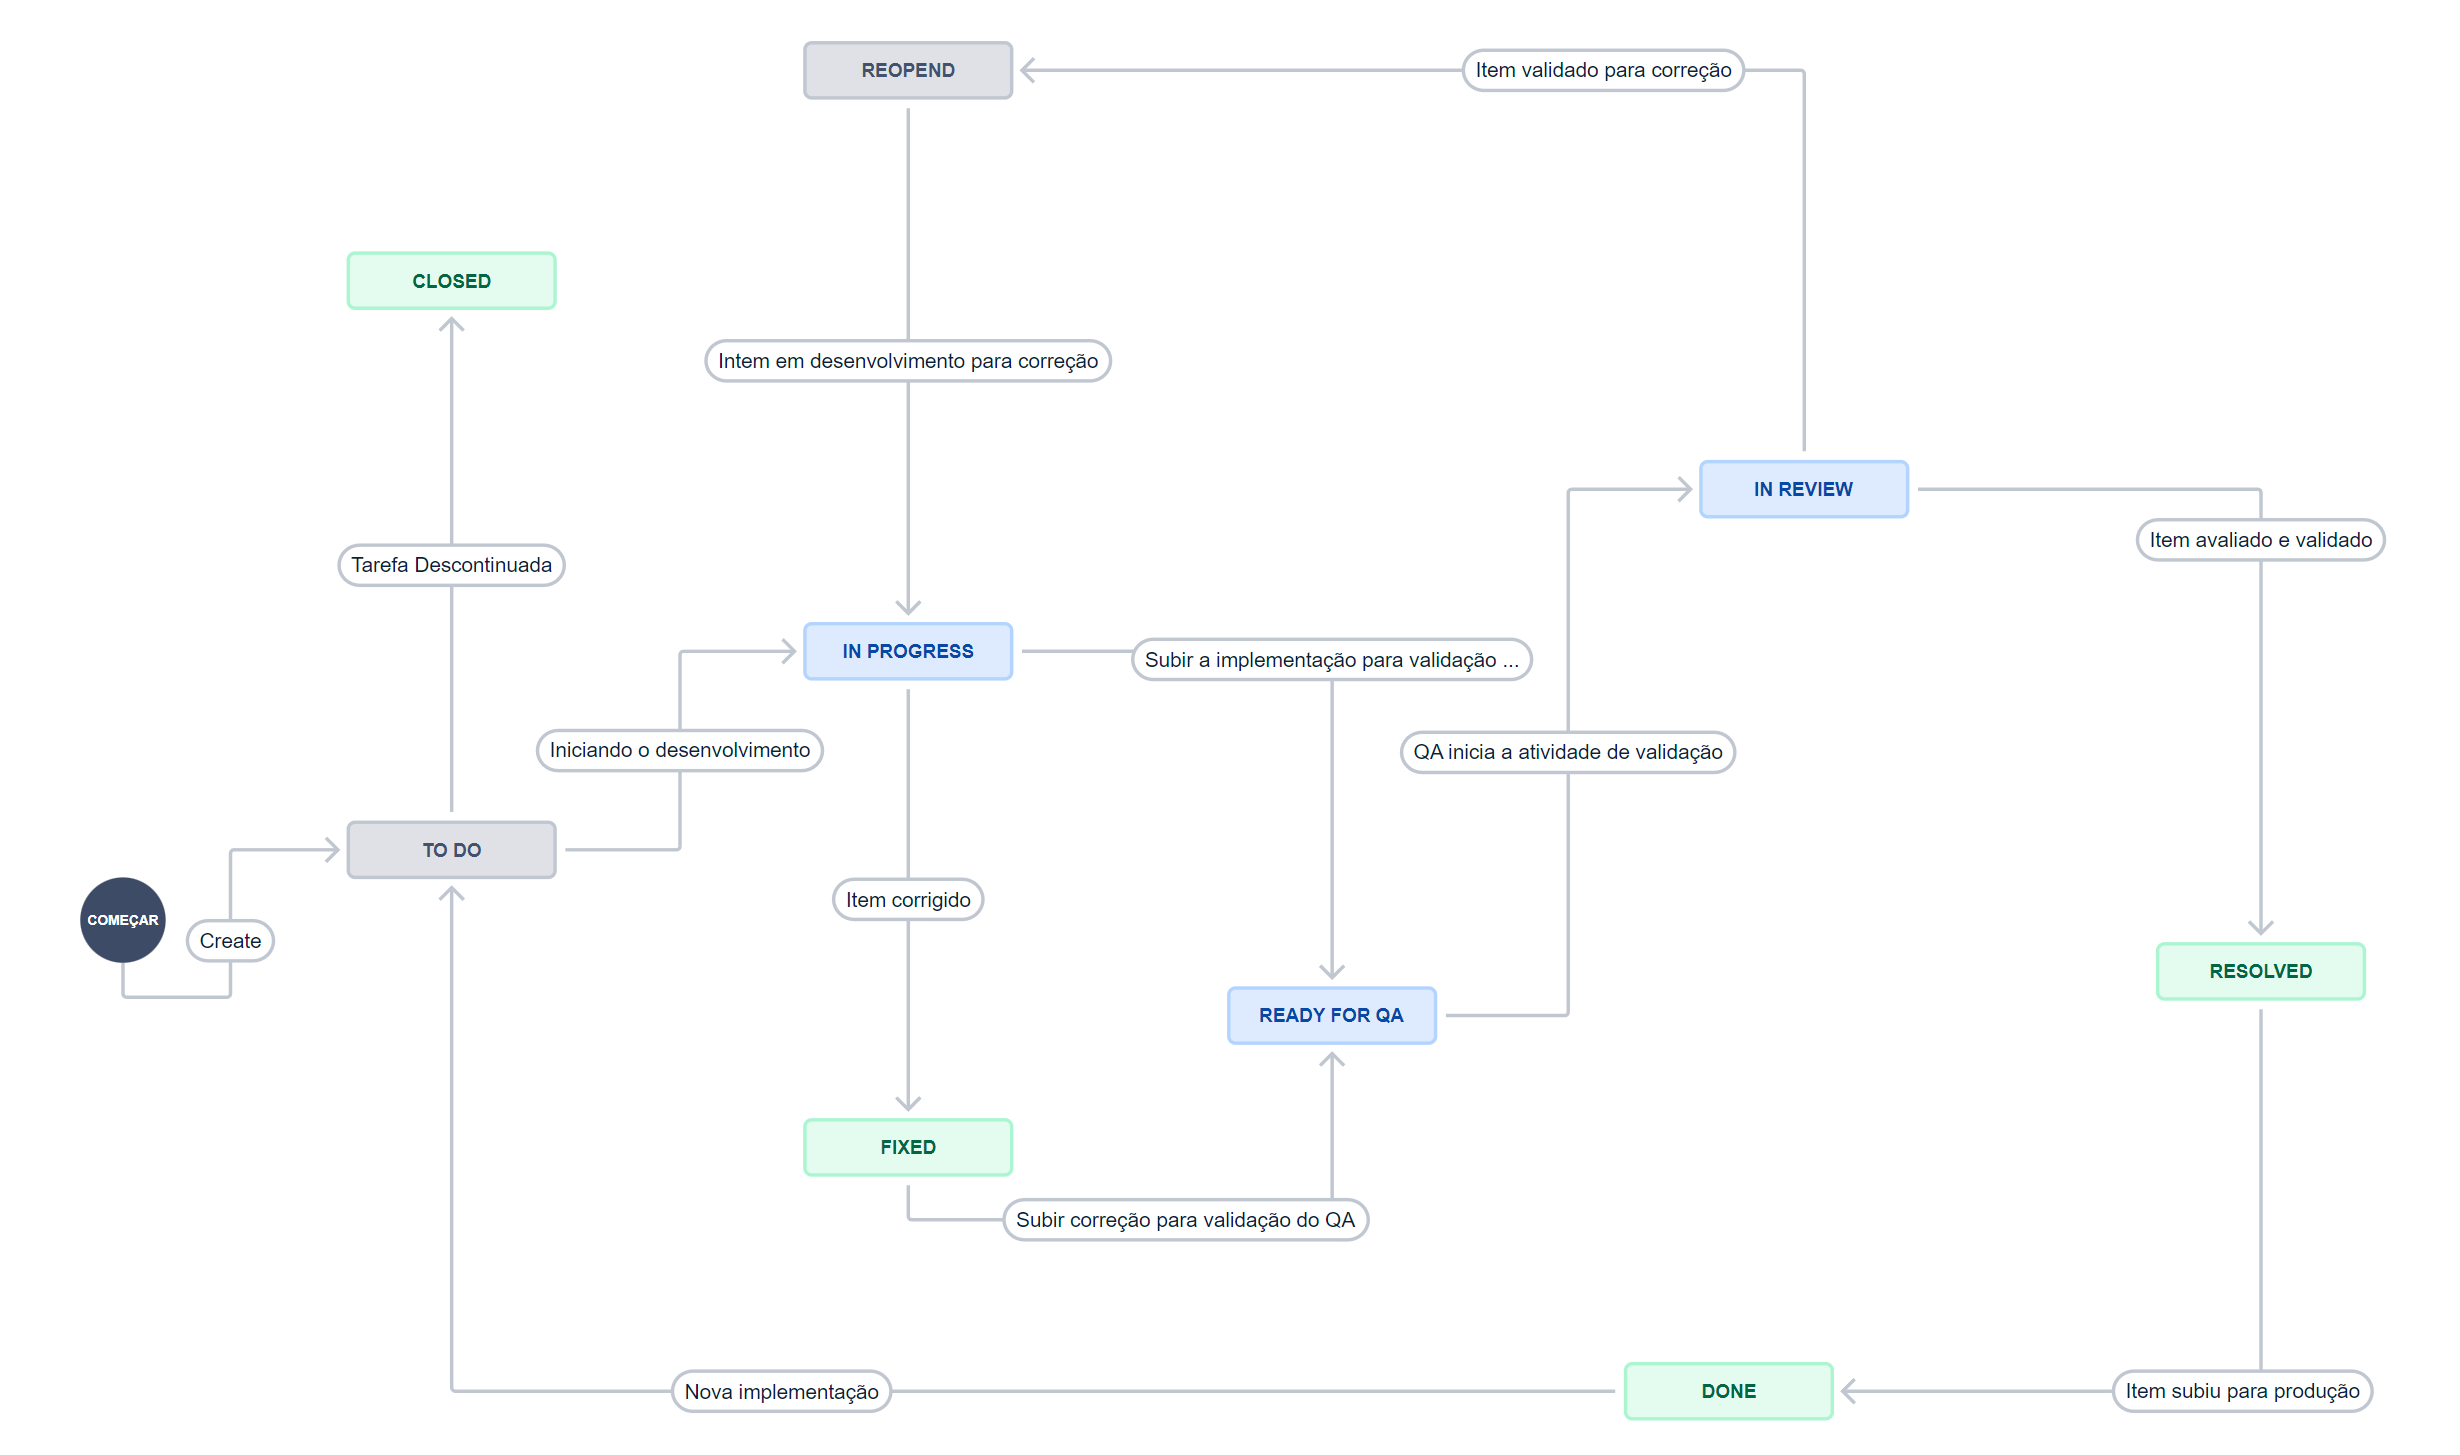 REOPEND
Item validado para correção
CLOSED
Intem em desenvolvimento para correção
IN REVIEW
Item avaliado e validado
Tarefa Descontinuada
IN PROGRESS
Subir a implementação para validação ...
Iniciando o desenvolvimento
QA inicia a atividade de validação
TO DO
Item corrigido
COMEÇAR
Create
RESOLVED
READY FOR QA
FIXED
Subir correção para validação do QA
Nova implementação
DONE
Item subiu para produção